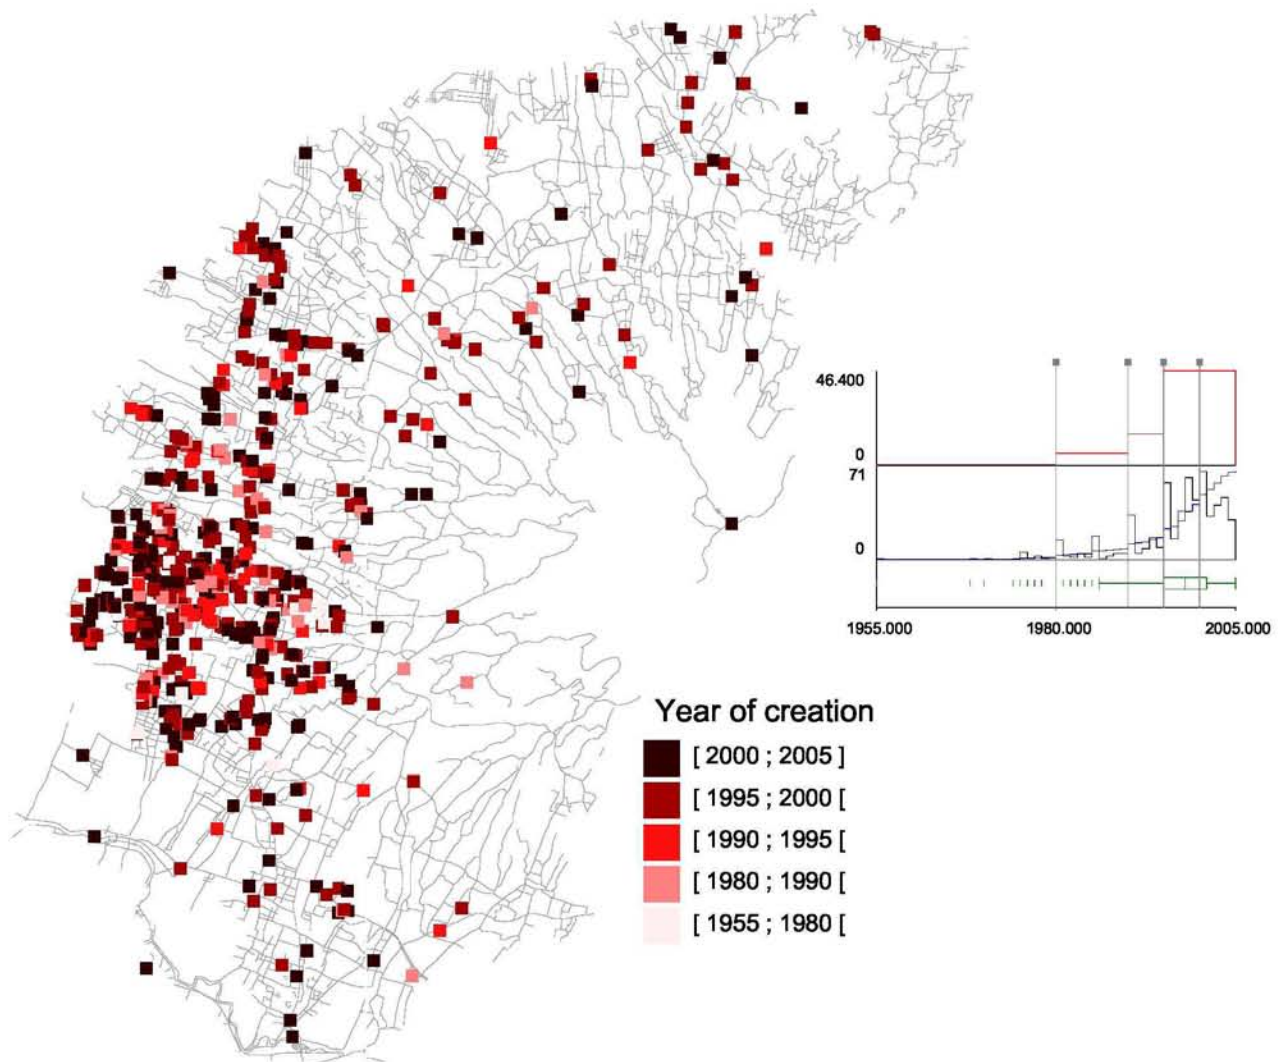 46.400
0
71
0
1955.000 1980.000 2005.000
Year of creation
[ 2000 ; 2005 ]
[ 1995 ; 2000 [
[ 1990 ; 1995 [
[ 1980 ; 1990 [
[ 1955 ; 1980 [